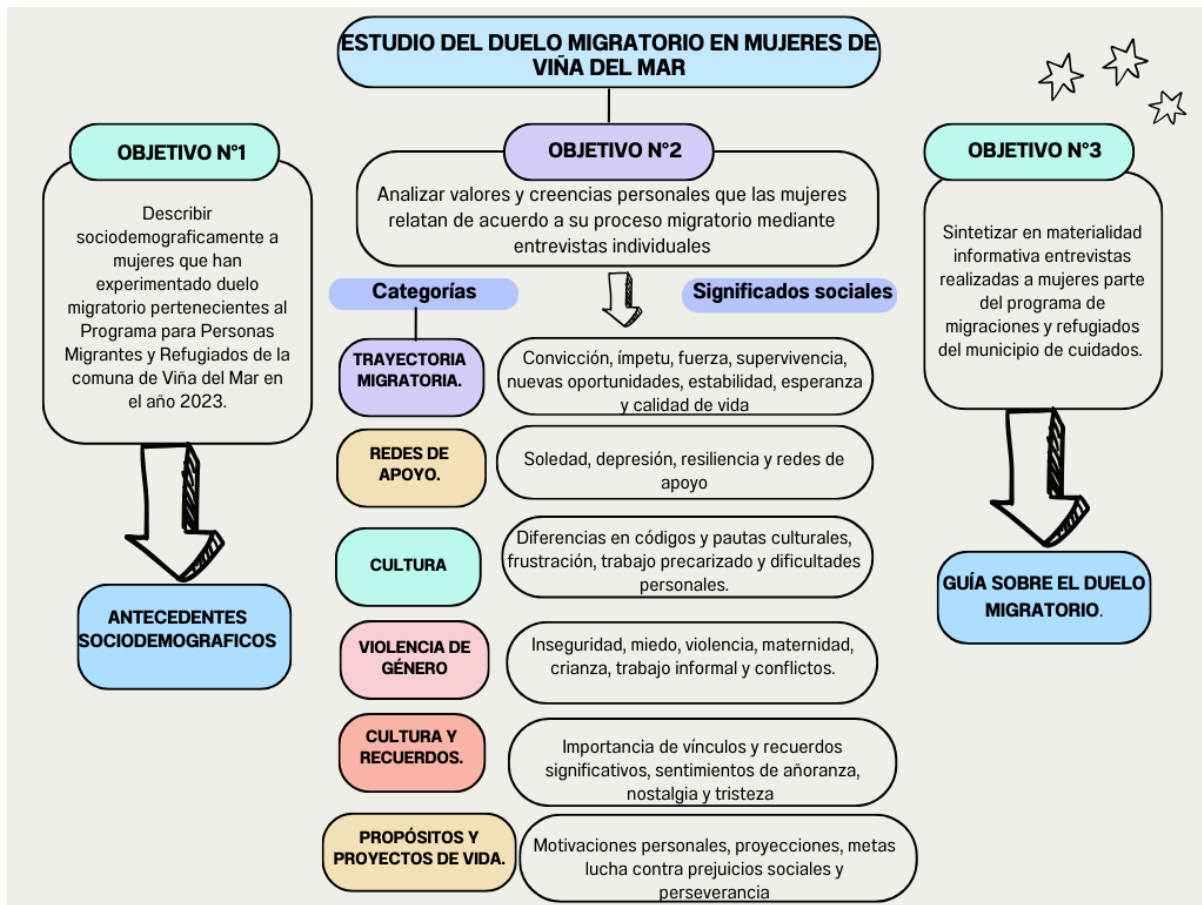 ESTUDIO DEL DUELO MIGRATORIO EN MUJERES DE
VIÑA DEL MAR
OBJETIVO N°1
Describir
sociodemograficamente a
mujeres que han
experimentado duelo
migratorio pertenecientes al
Programa para Personas
Migrantes y Refugiados de la
comuna de Viña del Mar en
el año 2023.
ANTECEDENTES
SOCIODEMOGRAFICOS
OBJETIVO N°2
Analizar valores y creencias personales que las mujeres
relatan de acuerdo a su proceso migratorio mediante
entrevistas individuales
Categorías
Significados sociales
TRAYECTORIA
MIGRATORIA.
Convicción, ímpetu, fuerza, supervivencia,
nuevas oportunidades, estabilidad, esperanza
y calidad de vida
REDES DE
APOYO.
Soledad, depresión, resiliencia y redes de
apoyo
CULTURA
Diferencias en códigos y pautas culturales,
frustración, trabajo precarizado y dificultades
personales.
VIOLENCIA DE
GÉNERO
Inseguridad, miedo, violencia, maternidad,
crianza, trabajo informal y conflictos.
CULTURA Y
RECUERDOS.
Importancia de vínculos y recuerdos
significativos, sentimientos de añoranza,
nostalgia y tristeza
PROPÓSITOS Y
PROYECTOS DE VIDA.
Motivaciones personales, proyecciones, metas
lucha contra prejuicios sociales y
perseverancia
OBJETIVO N°3
Sintetizar en materialidad
informativa entrevistas
realizadas a mujeres parte
del programa de
migraciones y refugiados
del municipio de cuidados.
GUÍA SOBRE EL DUELO
MIGRATORIO.